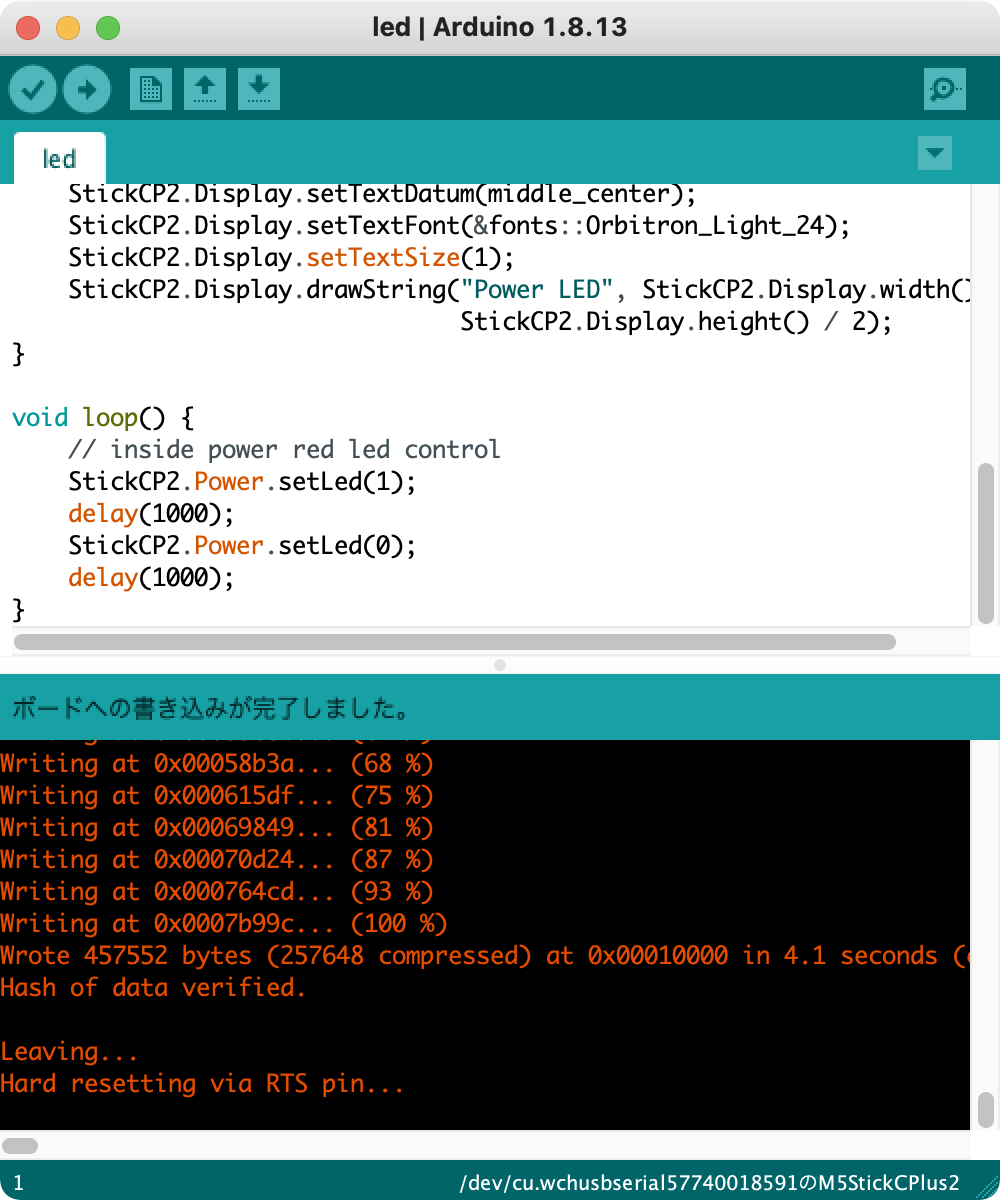 led | Arduino 1.8.13
led
    StickCP2.Display.setTextDatum(middle_center);
    StickCP2.Display.setTextFont(&fonts::Orbitron_Light_24);
    StickCP2.Display.setTextSize(1);
    StickCP2.Display.drawString("Power LED", StickCP2.Display.width()
                                StickCP2.Display.height() / 2);
}
void loop() {
    // inside power red led control
    StickCP2.Power.setLed(1);
    delay(1000);
    StickCP2.Power.setLed(0);
    delay(1000);
}
ボードへの書き込みが完了しました。
Writing at 0x00058b3a... (68 %)
Writing at 0x000615df... (75 %)
Writing at 0x00069849... (81 %)
Writing at 0x00070d24... (87 %)
Writing at 0x000764cd... (93 %)
Writing at 0x0007b99c... (100 %)
Wrote 457552 bytes (257648 compressed) at 0x00010000 in 4.1 seconds (
Hash of data verified.
Leaving...
Hard resetting via RTS pin...
1
/dev/cu.wchusbserial57740018591のM5StickCPlus2